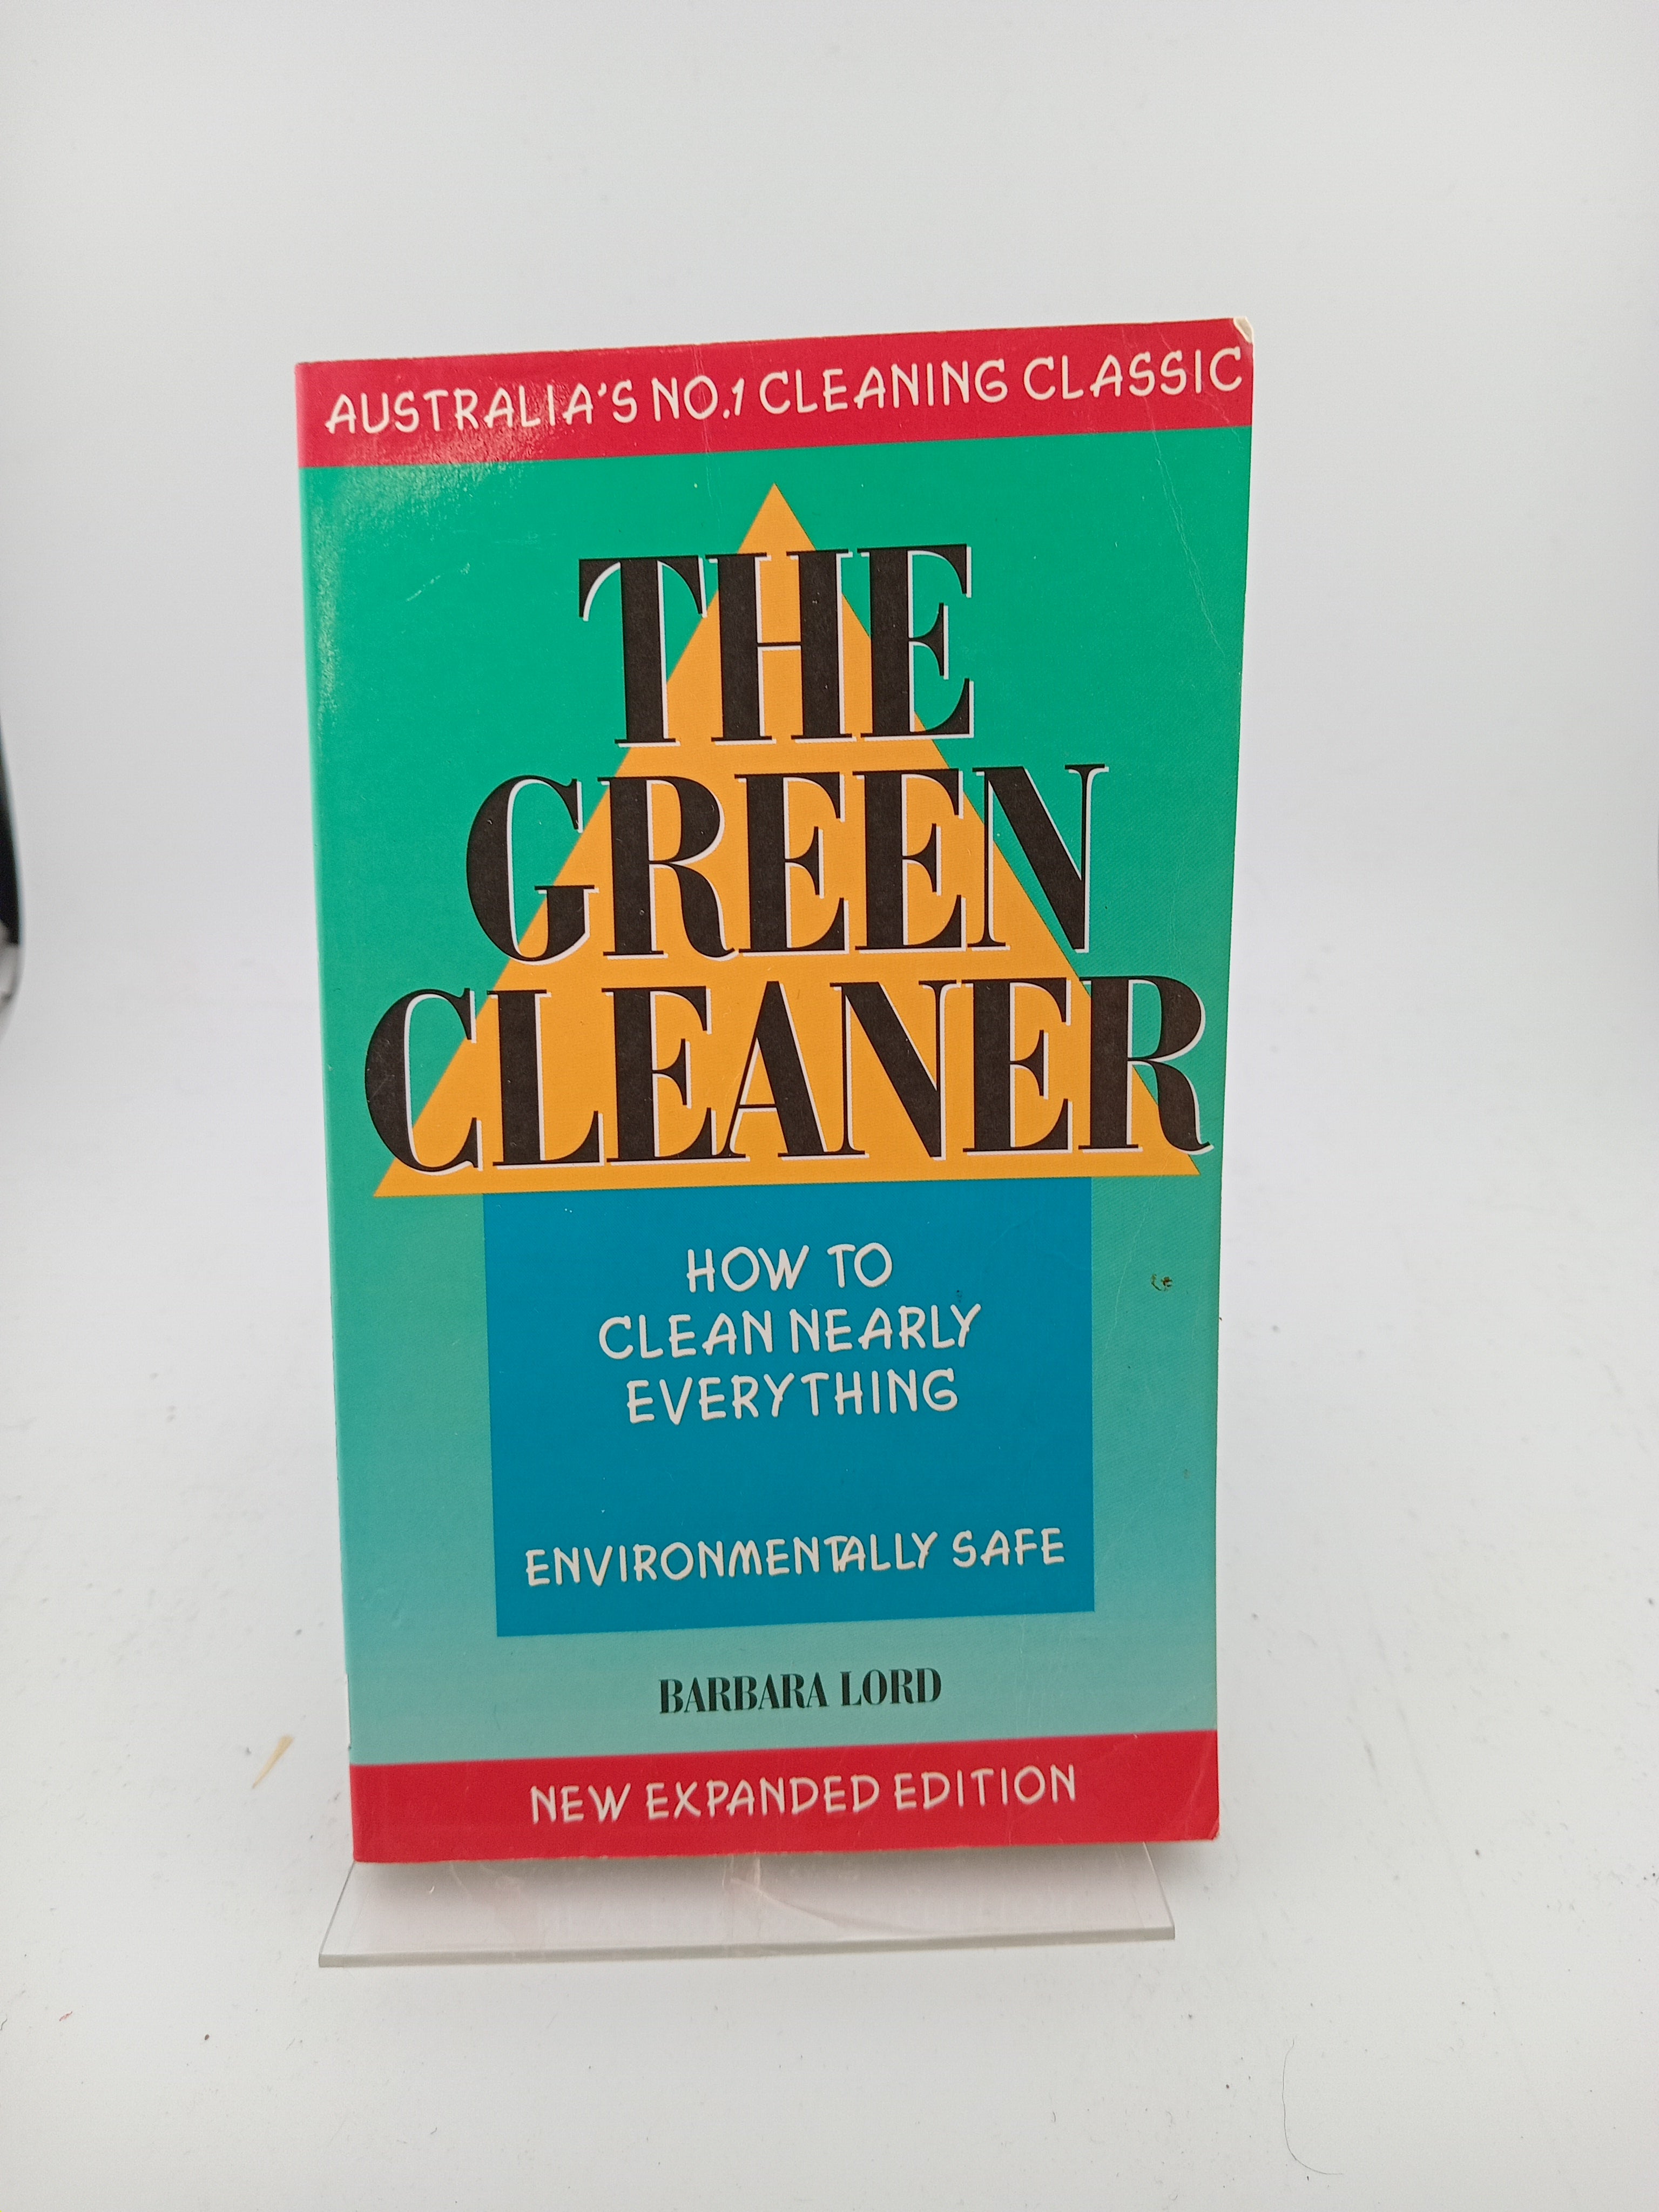 AUSTRALIA'S NO.1 CLEANING CLASSIC
THE
GREEN
CLEANER
HOW TO
CLEAN NEARLY
EVERYTHING
ENVIRONMENTALLY SAFE
BARBARA LORD
NEW EXPANDED EDITION